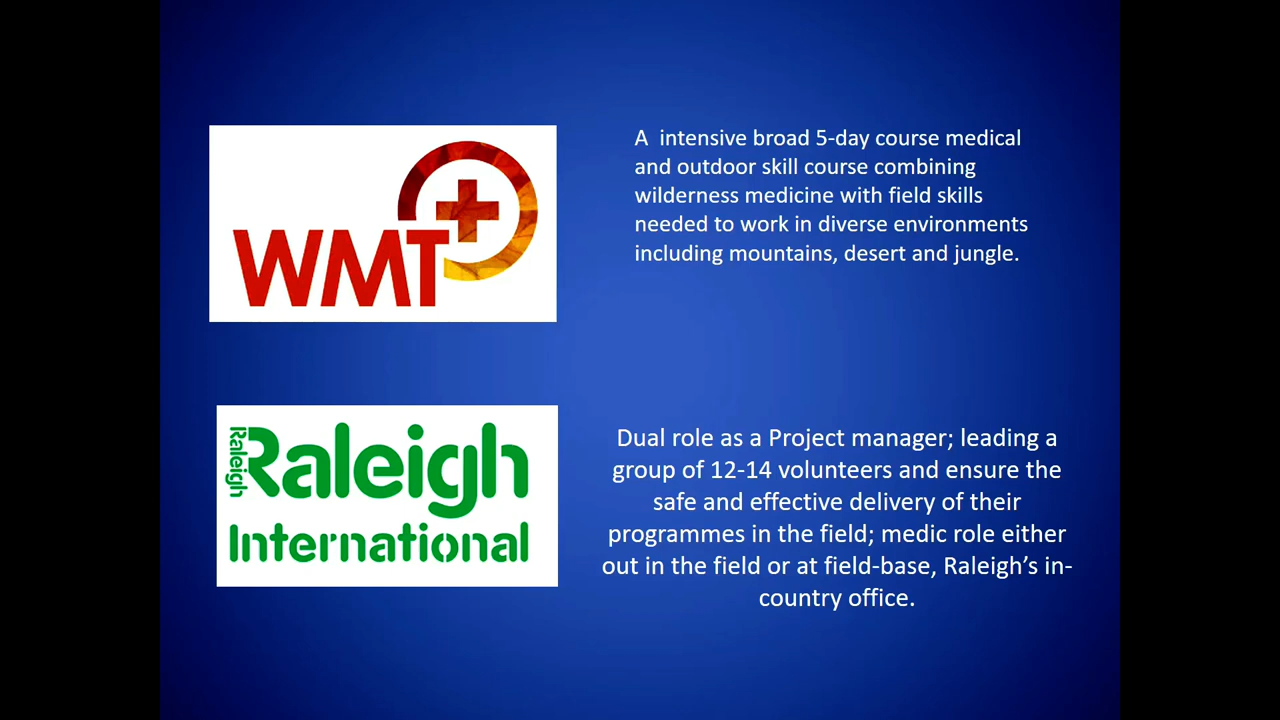 WMT
A  intensive broad 5-day course medical
and outdoor skill course combining
wilderness medicine with field skills
needed to work in diverse environments
including mountains, desert and jungle.
Raleigh
Raleigh
International
Dual role as a Project manager; leading a
group of 12-14 volunteers and ensure the
safe and effective delivery of their
programmes in the field; medic role either
out in the field or at field-base, Raleigh’s in-
country office.